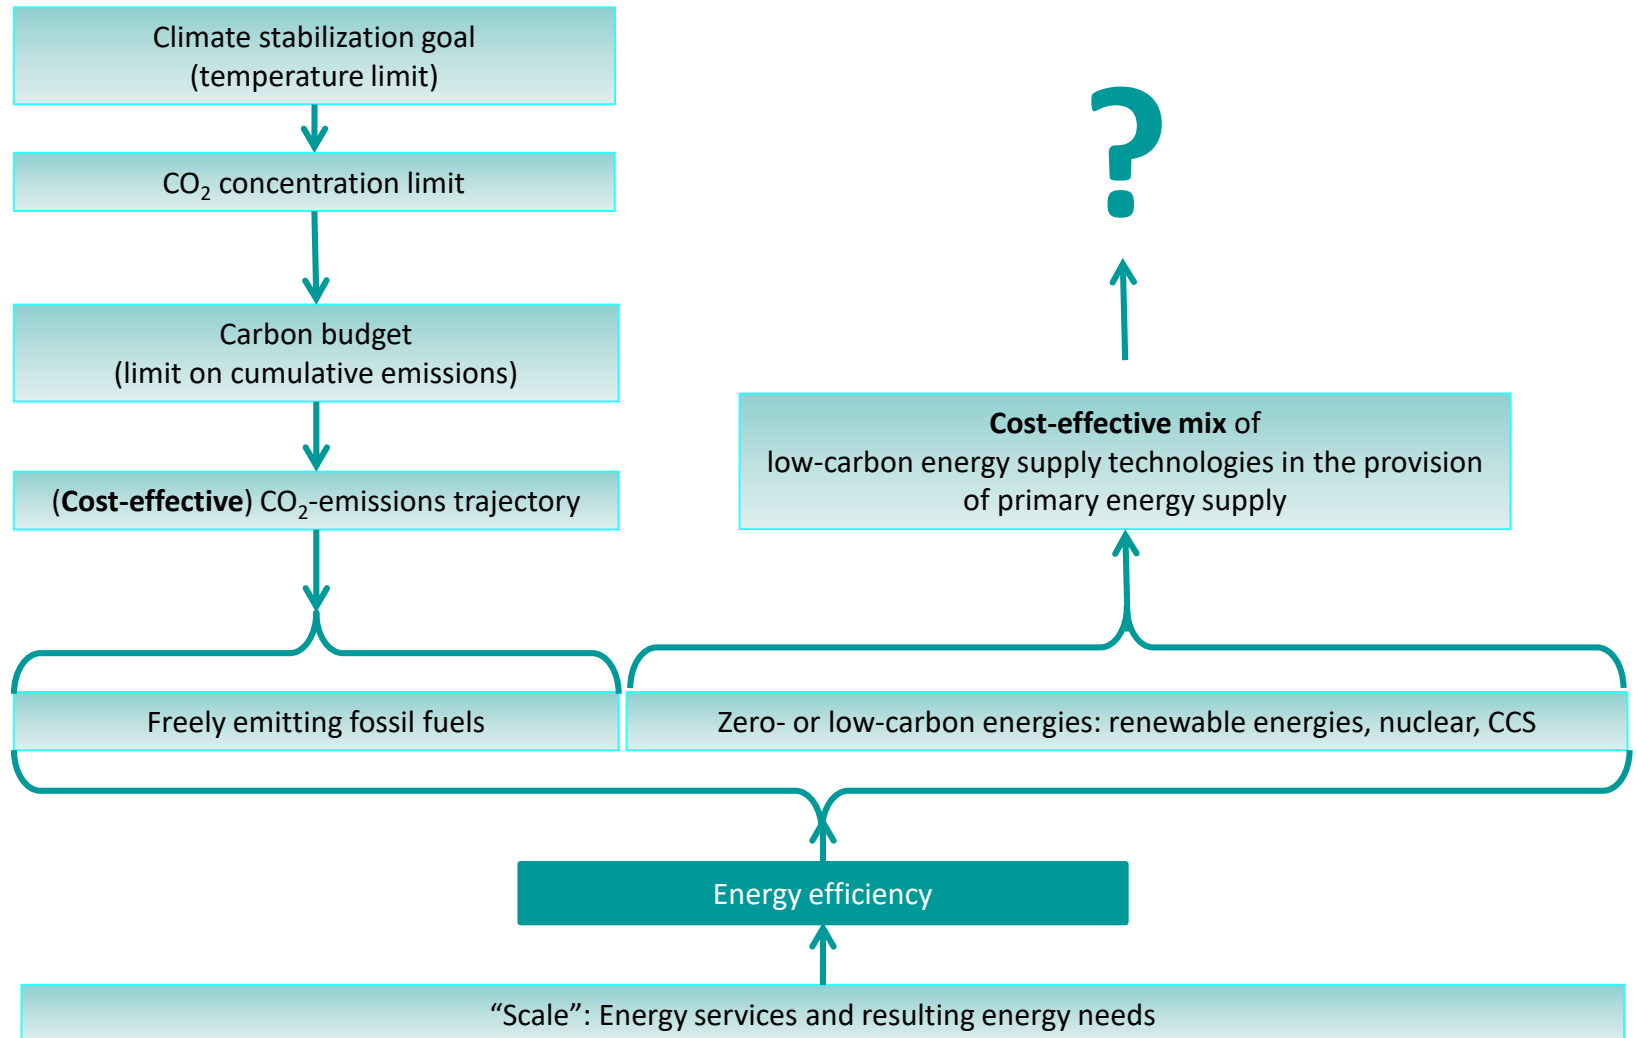 Climate stabilization goal
(temperature limit)
CO₂ concentration limit
Carbon budget
(limit on cumulative emissions)
(Cost-effective) CO₂-emissions trajectory
?
Cost-effective mix of
low-carbon energy supply technologies in the provision
of primary energy supply
Freely emitting fossil fuels
Zero- or low-carbon energies: renewable energies, nuclear, CCS
Energy efficiency
“Scale”: Energy services and resulting energy needs